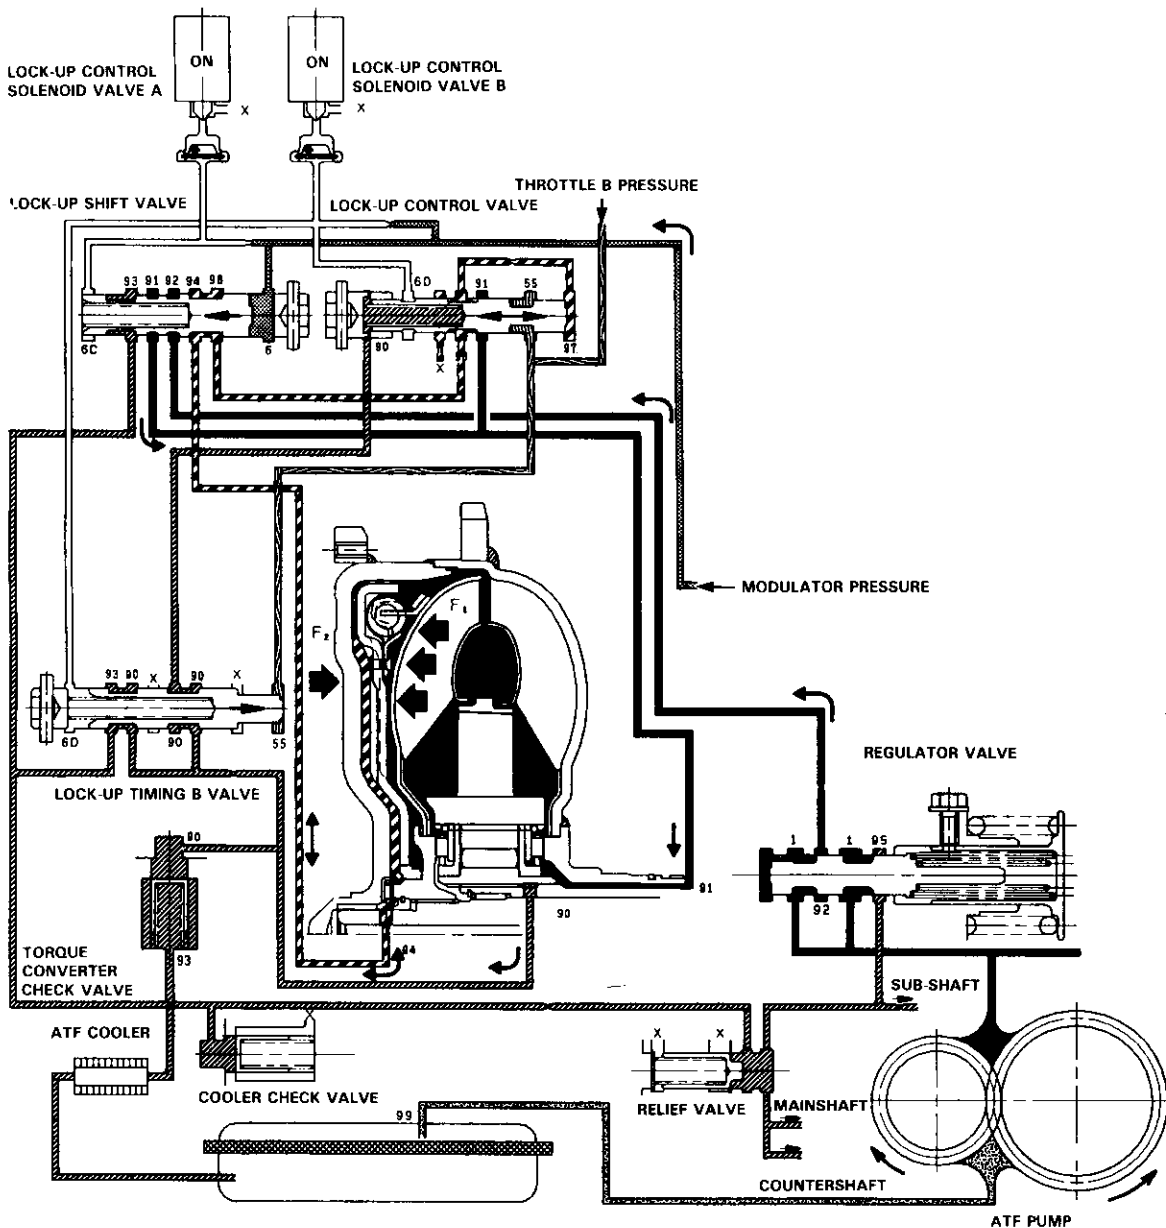 ON
ON
LOCK-UP CONTROL
SOLENOID VALVE A
LOCK-UP CONTROL
SOLENOID VALVE B
X
X
THROTTLE B PRESSURE
LOCK-UP SHIFT VALVE
LOCK-UP CONTROL VALVE
93 91 92 94 98
6D 91 55
6C 6
90 X 97
MODULATOR PRESSURE
F1
F2
93 90 X 90 X
6D 90 55
LOCK-UP TIMING B VALVE
REGULATOR VALVE
1 1 95
92
90
91
90
93
94
TORQUE
CONVERTER
CHECK VALVE
SUB-SHAFT
ATF COOLER
X
X X
COOLER CHECK VALVE
RELIEF VALVE
MAINSHAFT
99
COUNTERSHAFT
ATF PUMP